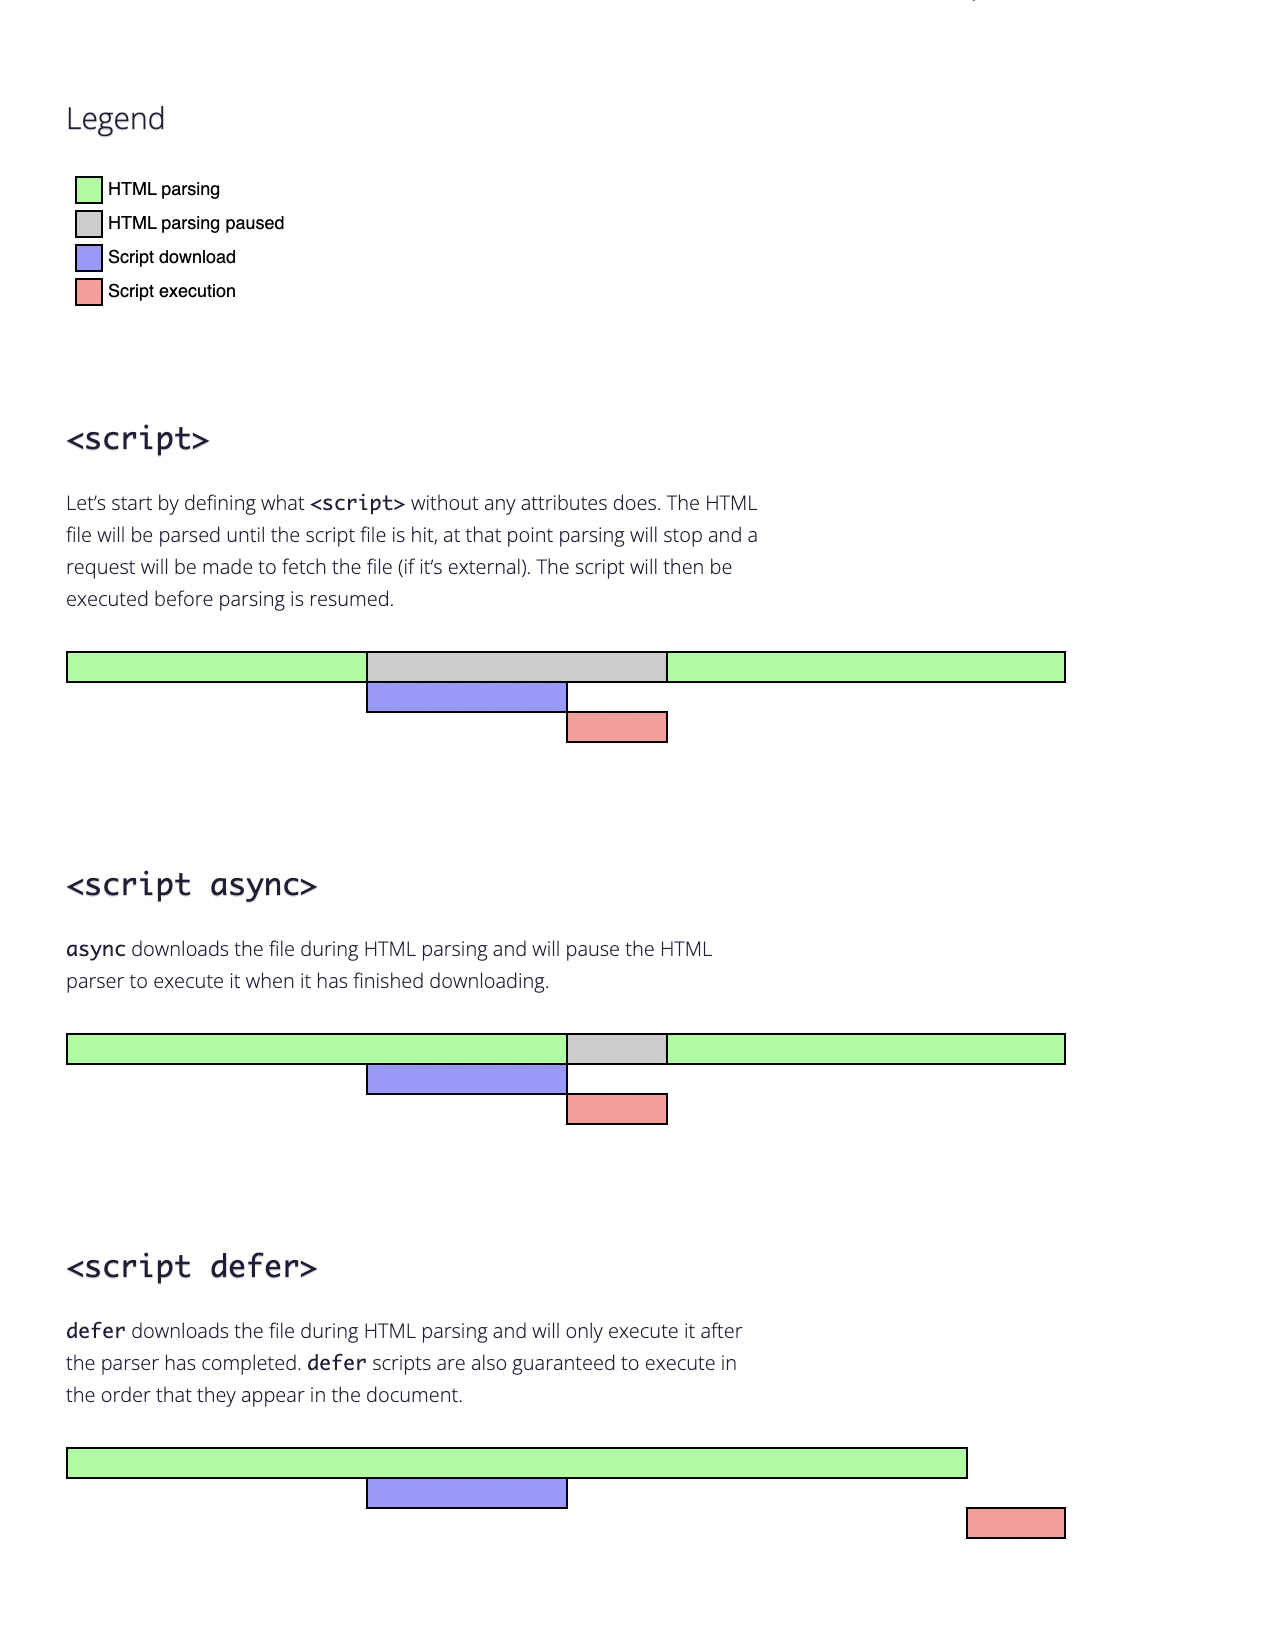 Legend
HTML parsing
HTML parsing paused
Script download
Script execution
<script>
Let’s start by defining what <script> without any attributes does. The HTML
file will be parsed until the script file is hit, at that point parsing will stop and a
request will be made to fetch the file (if it’s external). The script will then be
executed before parsing is resumed.
<script async>
async downloads the file during HTML parsing and will pause the HTML
parser to execute it when it has finished downloading.
<script defer>
defer downloads the file during HTML parsing and will only execute it after
the parser has completed. defer scripts are also guaranteed to execute in
the order that they appear in the document.